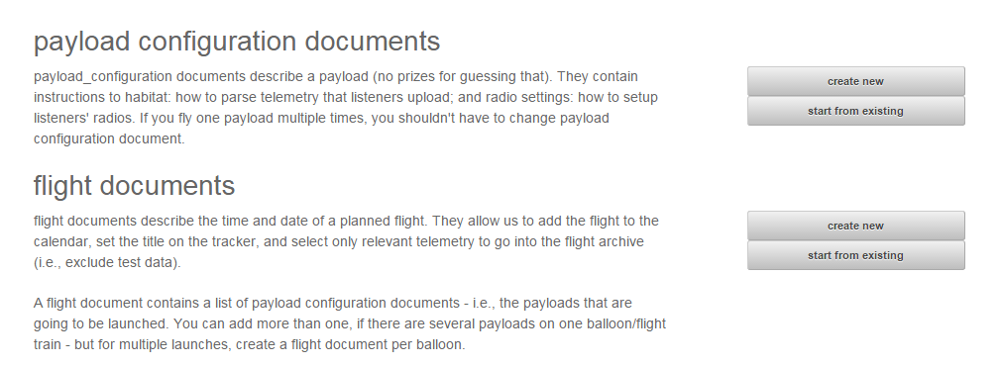 payload configuration documents
payload_configuration documents describe a payload (no prizes for guessing that). They contain
instructions to habitat: how to parse telemetry that listeners upload; and radio settings: how to setup
listeners' radios. If you fly one payload multiple times, you shouldn't have to change payload
configuration document.
create new
start from existing
flight documents
flight documents describe the time and date of a planned flight. They allow us to add the flight to the
calendar, set the title on the tracker, and select only relevant telemetry to go into the flight archive
(i.e., exclude test data).
create new
start from existing
A flight document contains a list of payload configuration documents - i.e., the payloads that are
going to be launched. You can add more than one, if there are several payloads on one balloon/flight
train - but for multiple launches, create a flight document per balloon.